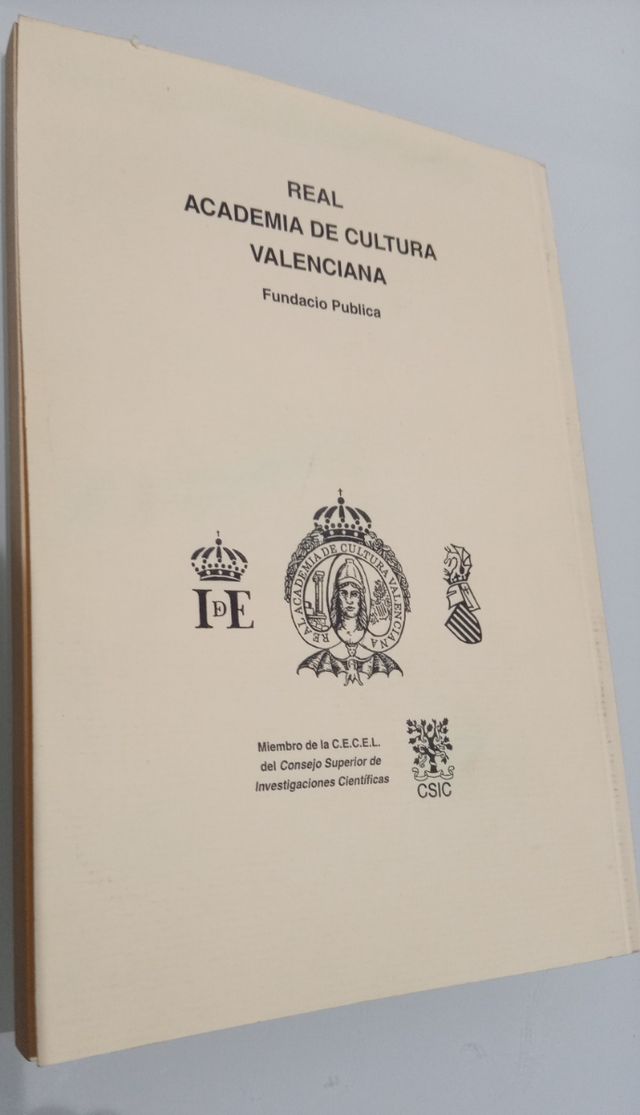 REAL
ACADEMIA DE CULTURA
VALENCIANA
Fundacio Publica
REAL ACADEMIA DE CULTURA VALENCIANA
I DE E
Miembro de la C.E.C.E.L.
del Consejo Superior de
Investigaciones Científicas
CSIC